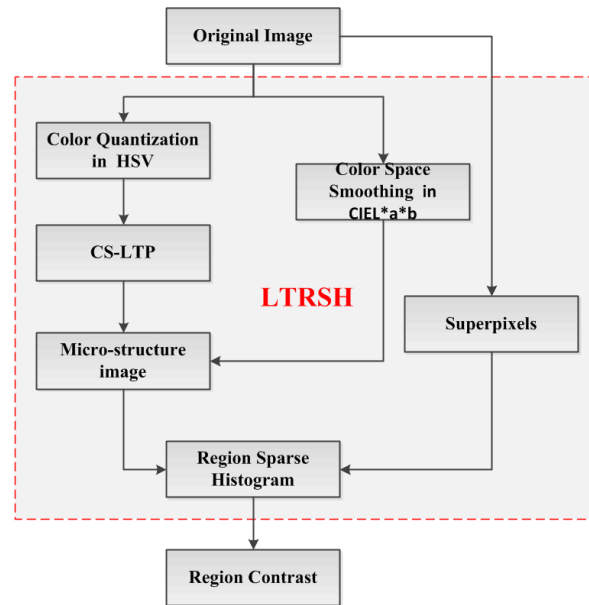 Original Image
Color Quantization
in HSV
Color Space
Smoothing in
CIEL*a*b
CS-LTP
LTRSH
Superpixels
Micro-structure
image
Region Sparse
Histogram
Region Contrast